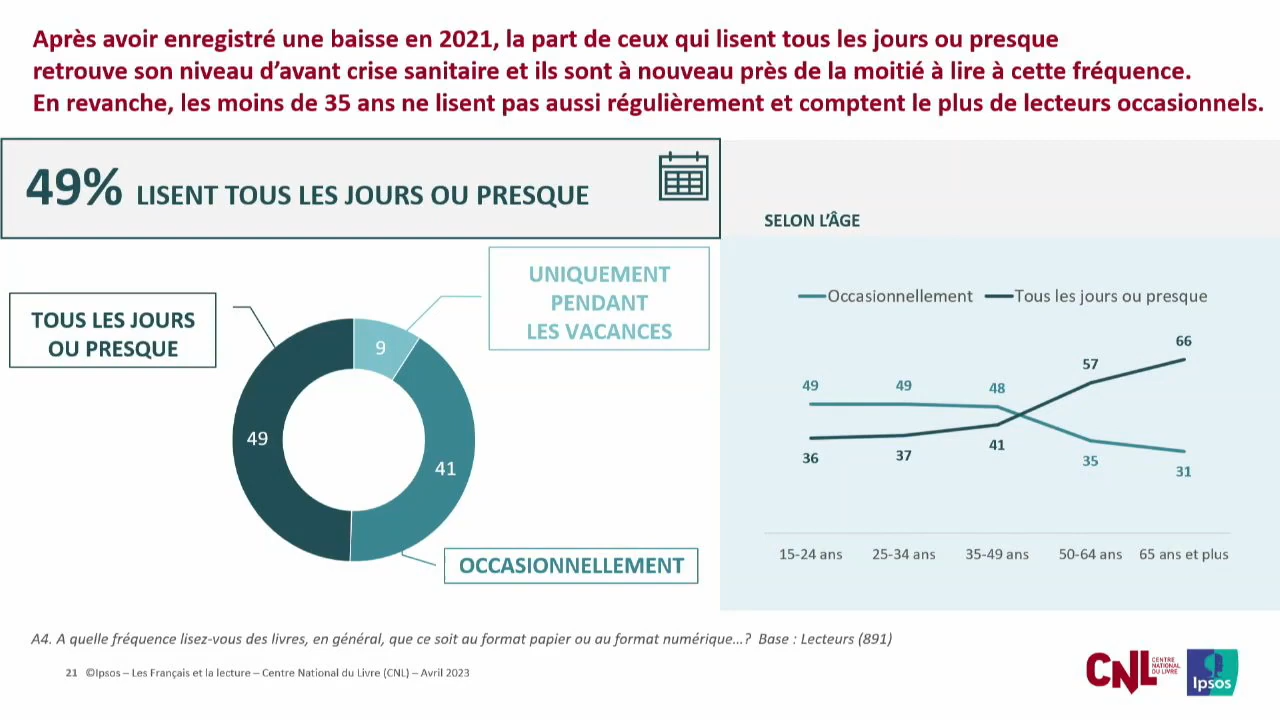 Après avoir enregistré une baisse en 2021, la part de ceux qui lisent tous les jours ou presque
retrouve son niveau d'avant crise sanitaire et ils sont à nouveau près de la moitié à lire à cette fréquence.
En revanche, les moins de 35 ans ne lisent pas aussi régulièrement et comptent le plus de lecteurs occasionnels.
49% LISENT TOUS LES JOURS OU PRESQUE
TOUS LES JOURS
OU PRESQUE
UNIQUEMENT
PENDANT
LES VACANCES
9
49
41
OCCASIONNELLEMENT
SELON L'ÂGE
Occasionnellement Tous les jours ou presque
49 49 48 57 66
36 37 41 35 31
15-24 ans 25-34 ans 35-49 ans 50-64 ans 65 ans et plus
A4. A quelle fréquence lisez-vous des livres, en général, que ce soit au format papier ou au format numérique...? Base : Lecteurs (891)
21 ©Ipsos – Les Français et la lecture – Centre National du Livre (CNL) – Avril 2023
CNL CENTRE
NATIONAL
DU LIVRE
Ipsos